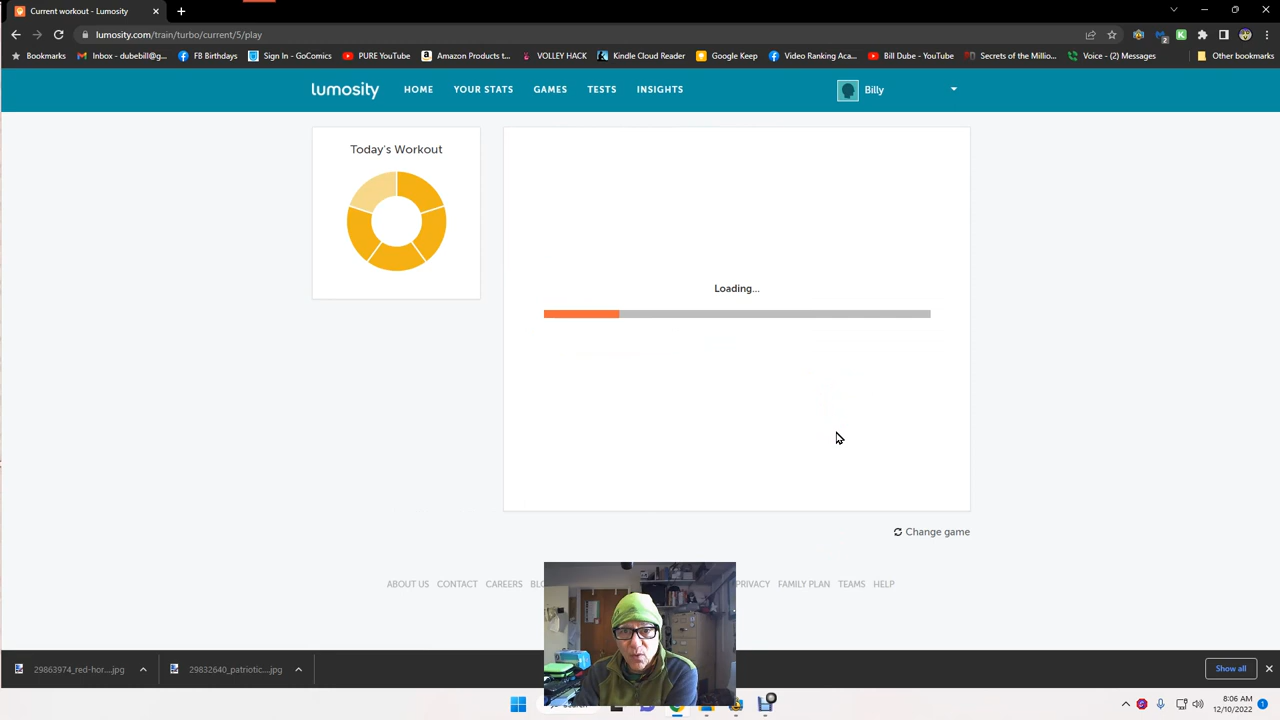 Current workout - Lumosity
lumosity.com/train/turbo/current/5/play
2
Bookmarks
Inbox - dubebill@g...
FB Birthdays
Sign In - GoComics
PURE YouTube
Amazon Products t...
VOLLEY HACK
Kindle Cloud Reader
Google Keep
Video Ranking Aca...
Bill Dube - YouTube
Secrets of the Millio...
Voice - (2) Messages
Other bookmarks
lumosity
HOME
YOUR STATS
GAMES
TESTS
INSIGHTS
Billy
Today's Workout
Loading...
Change game
ABOUT US
CONTACT
CAREERS
PRIVACY
FAMILY PLAN
TEAMS
HELP
29863974_red-hor....jpg
29832640_patriotic....jpg
Show all
8:06 AM
12/10/2022